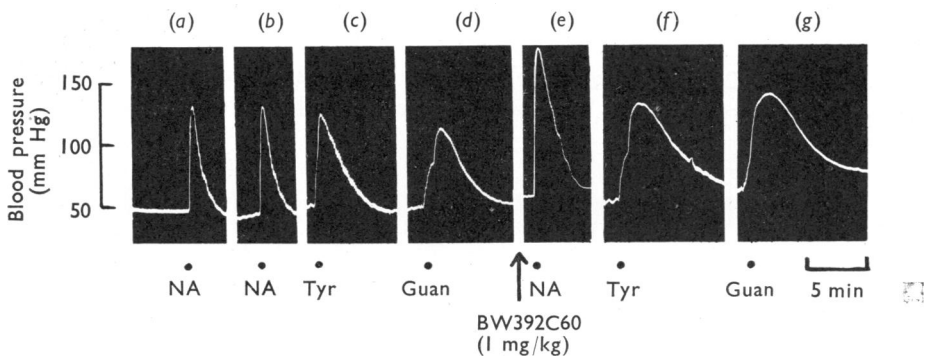 (a) (b) (c) (d) (e) (f) (g)
Blood pressure
(mm Hg)
150
100
50
NA NA Tyr Guan NA Tyr Guan 5 min
BW392C60
(1 mg/kg)